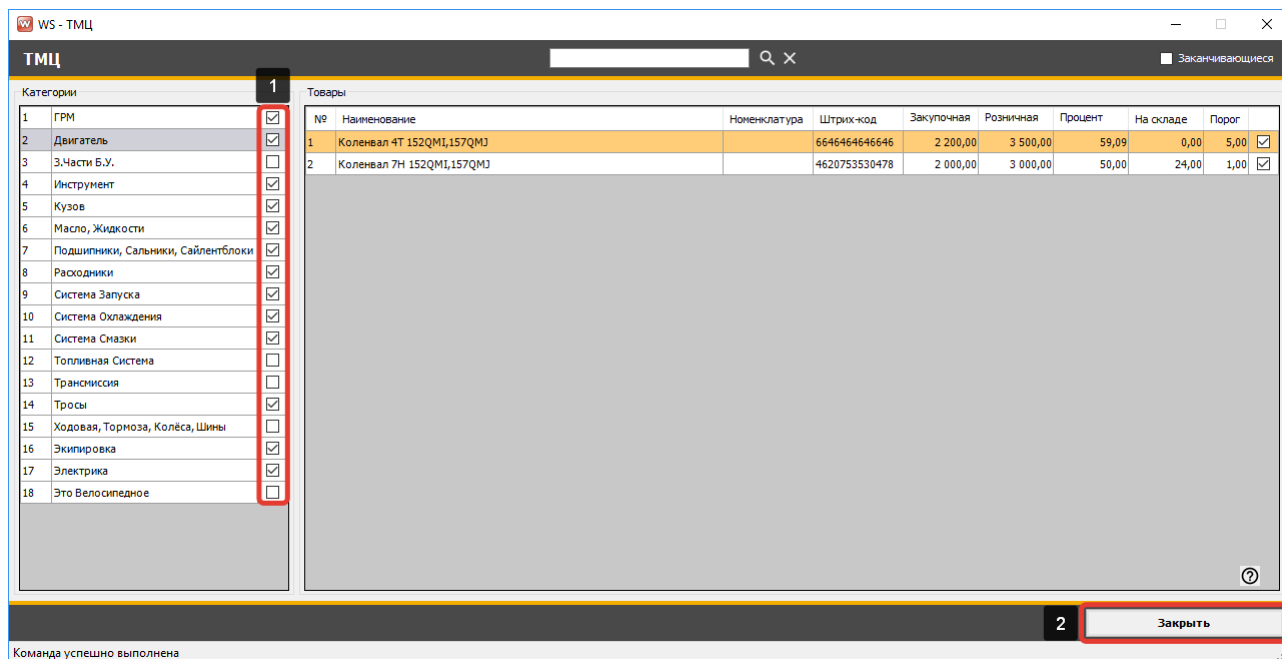 WS - ТМЦ
ТМЦ
Заканчивающиеся
1
Категории
Товары
1 ГРМ
2 Двигатель
3 З.Части Б.У.
4 Инструмент
5 Кузов
6 Масло, Жидкости
7 Подшипники, Сальники, Сайлентблоки
8 Расходники
9 Система Запуска
10 Система Охлаждения
11 Система Смазки
12 Топливная Система
13 Трансмиссия
14 Тросы
15 Ходовая, Тормоза, Колёса, Шины
16 Экипировка
17 Электрика
18 Это Велосипедное
№ Наименование Номенклатура Штрих-код Закупочная Розничная Процент На складе Порог
1 Коленвал 4Т 152QMI,157QMJ 6646464646646 2 200,00 3 500,00 59,09 0,00 5,00
2 Коленвал 7Н 152QMI,157QMJ 4620753530478 2 000,00 3 000,00 50,00 24,00 1,00
2
Закрыть
Команда успешно выполнена